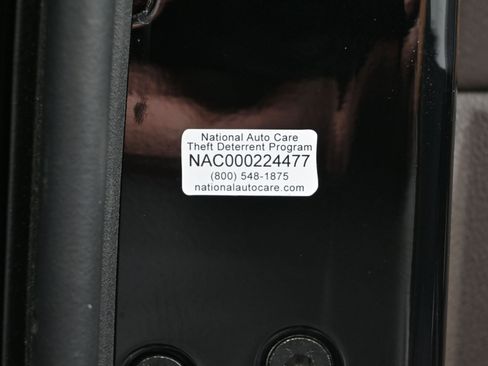 National Auto Care
Theft Deterrent Program
NAC000224477
(800) 548-1875
nationalautocare.com